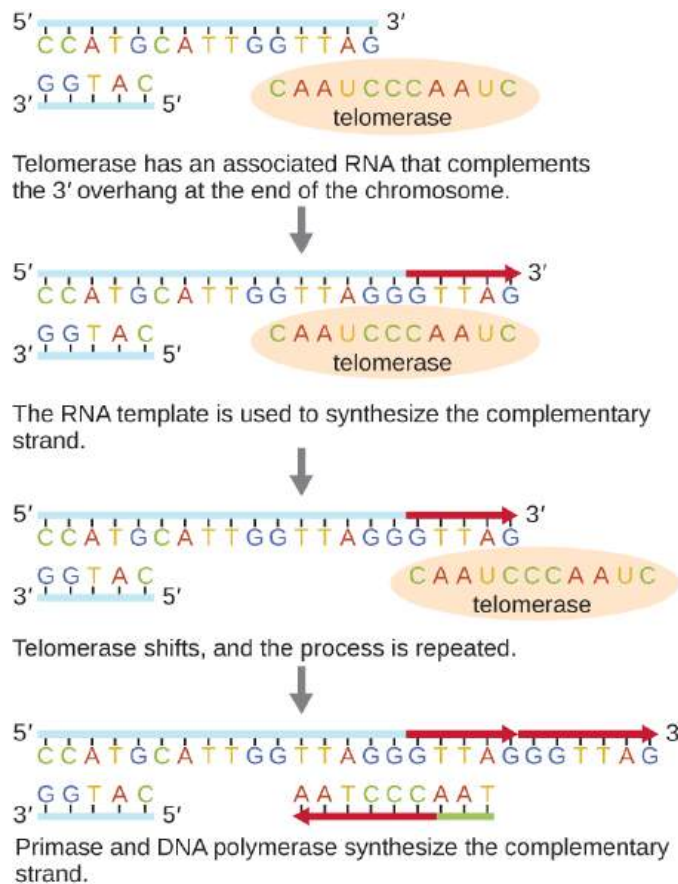 5′ 3′
CCATGCATTGGTTAG
GGTAC CAAUCCCAAUC
3′ 5′ telomerase
Telomerase has an associated RNA that complements
the 3′ overhang at the end of the chromosome.
5′ 3′
CCATGCATTGGTTAGGGTTAG
GGTAC CAAUCCCAAUC
3′ 5′ telomerase
The RNA template is used to synthesize the complementary
strand.
5′ 3′
CCATGCATTGGTTAGGGTTAG
GGTAC CAAUCCCAAUC
3′ 5′ telomerase
Telomerase shifts, and the process is repeated.
5′ 3
CCATGCATTGGTTAGGGTTAGGGTTAG
GGTAC AATCCCAAT
3′ 5′
Primase and DNA polymerase synthesize the complementary
strand.